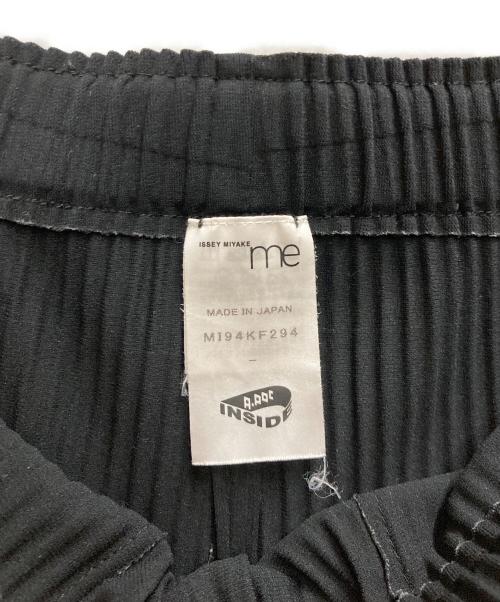 ISSEY MIYAKE me
MADE IN JAPAN
MI94KF294
–
A.POC
INSIDE